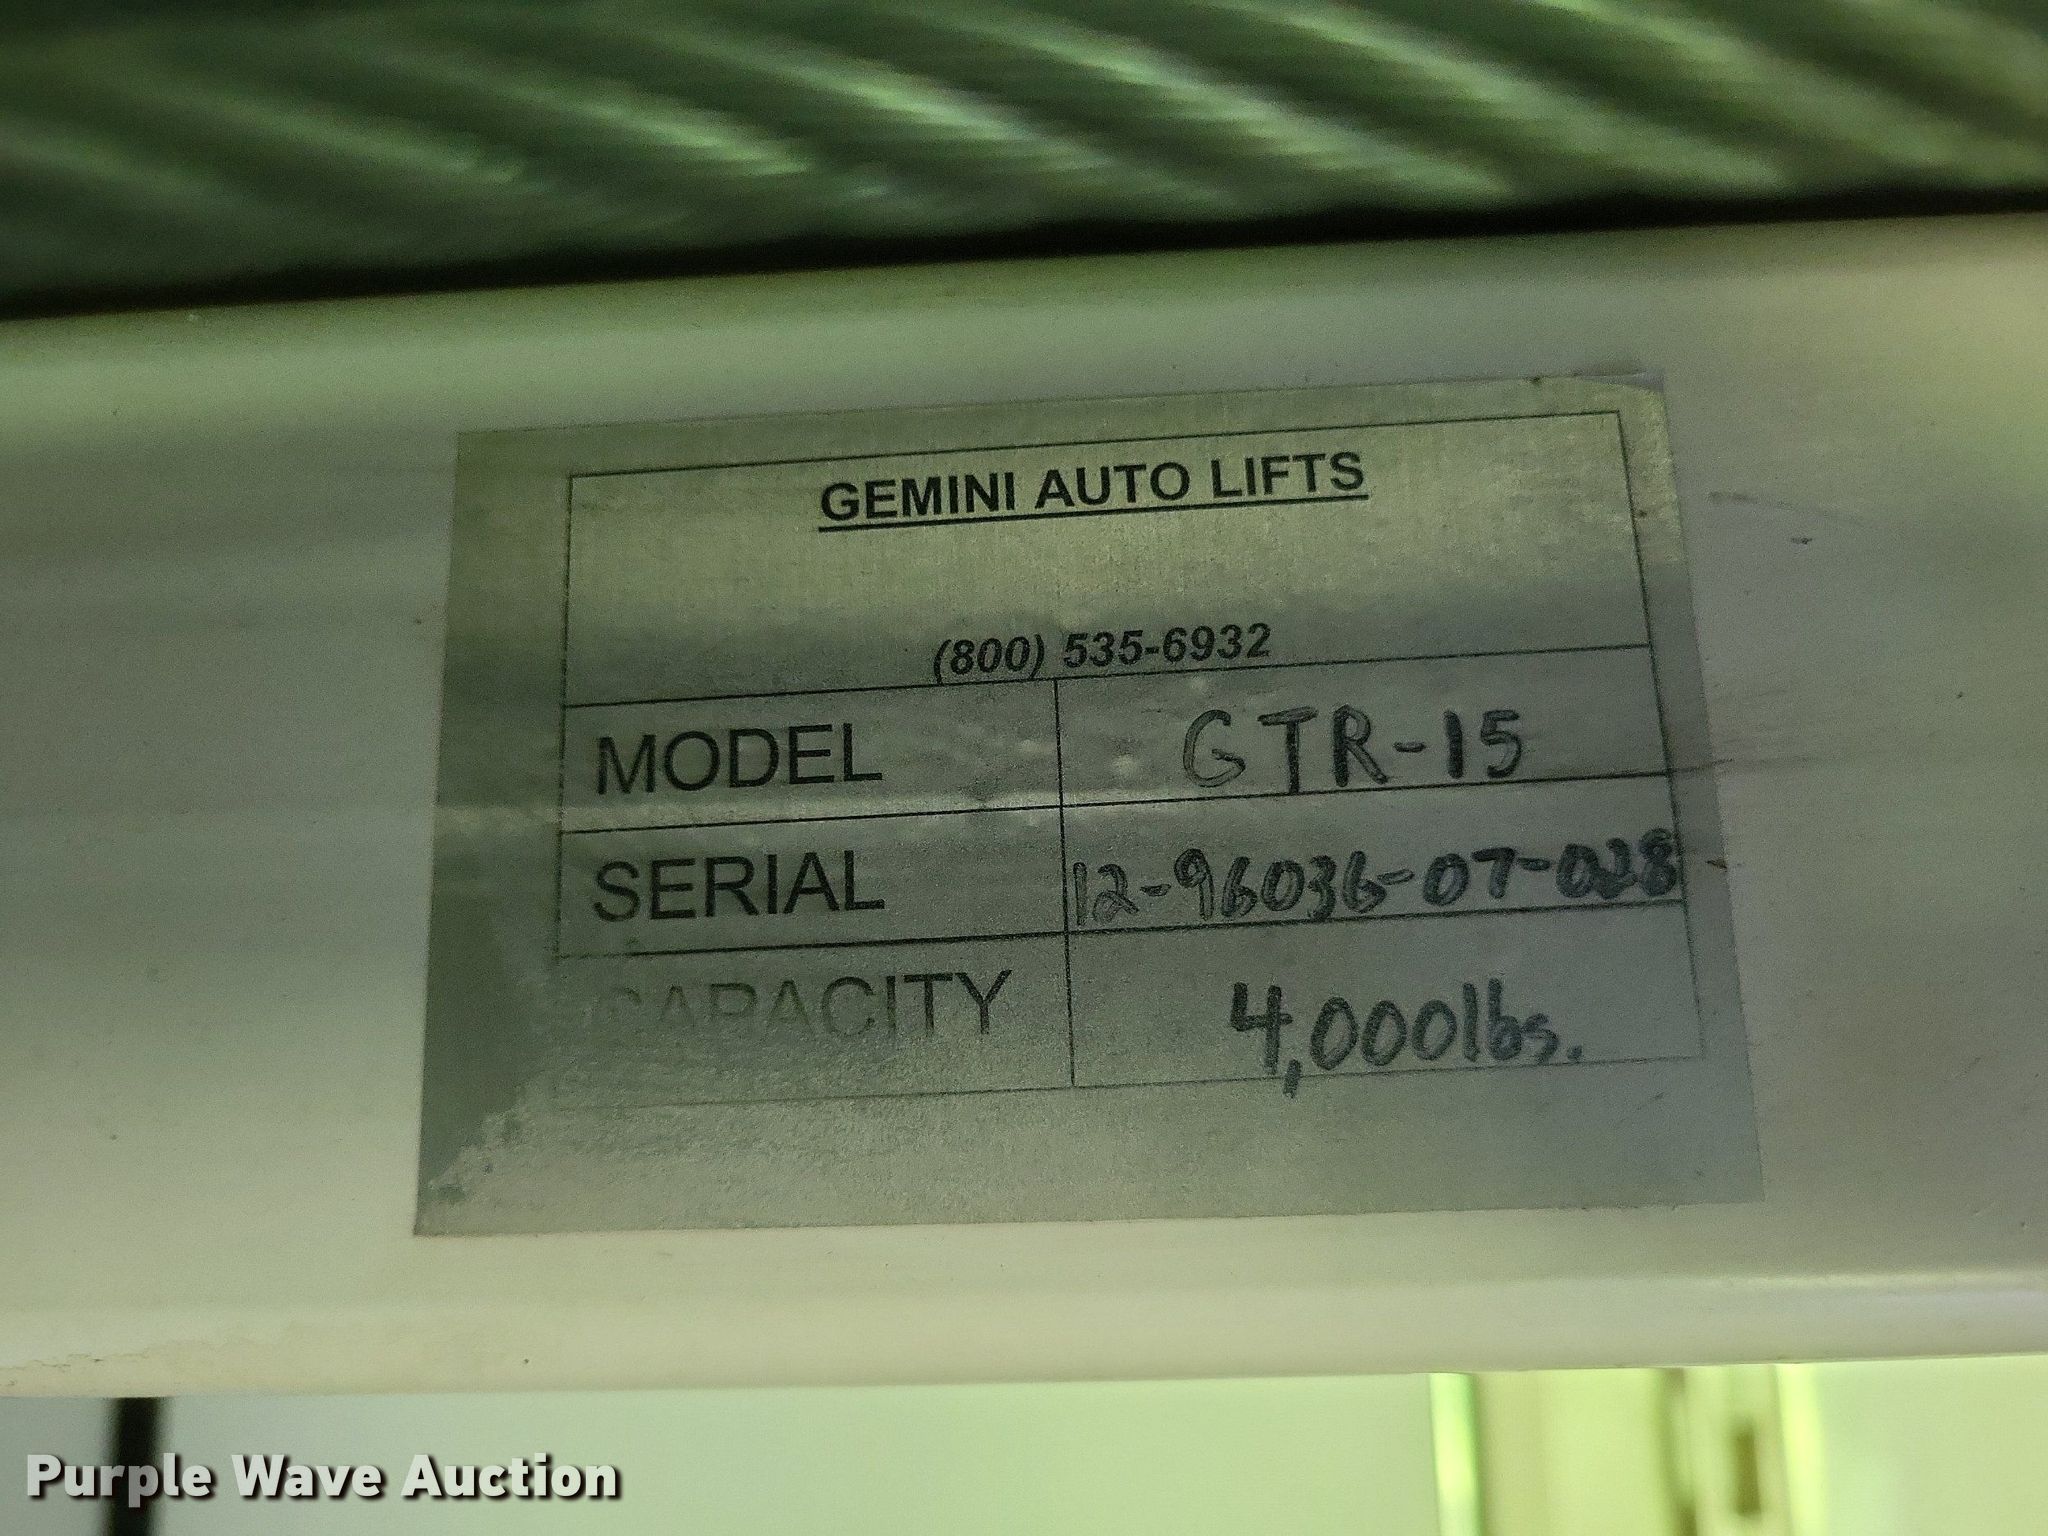 GEMINI AUTO LIFTS
(800) 535-6932
MODEL GTR-15
SERIAL 12-96036-07-028
CAPACITY 4,000lbs.
Purple Wave Auction